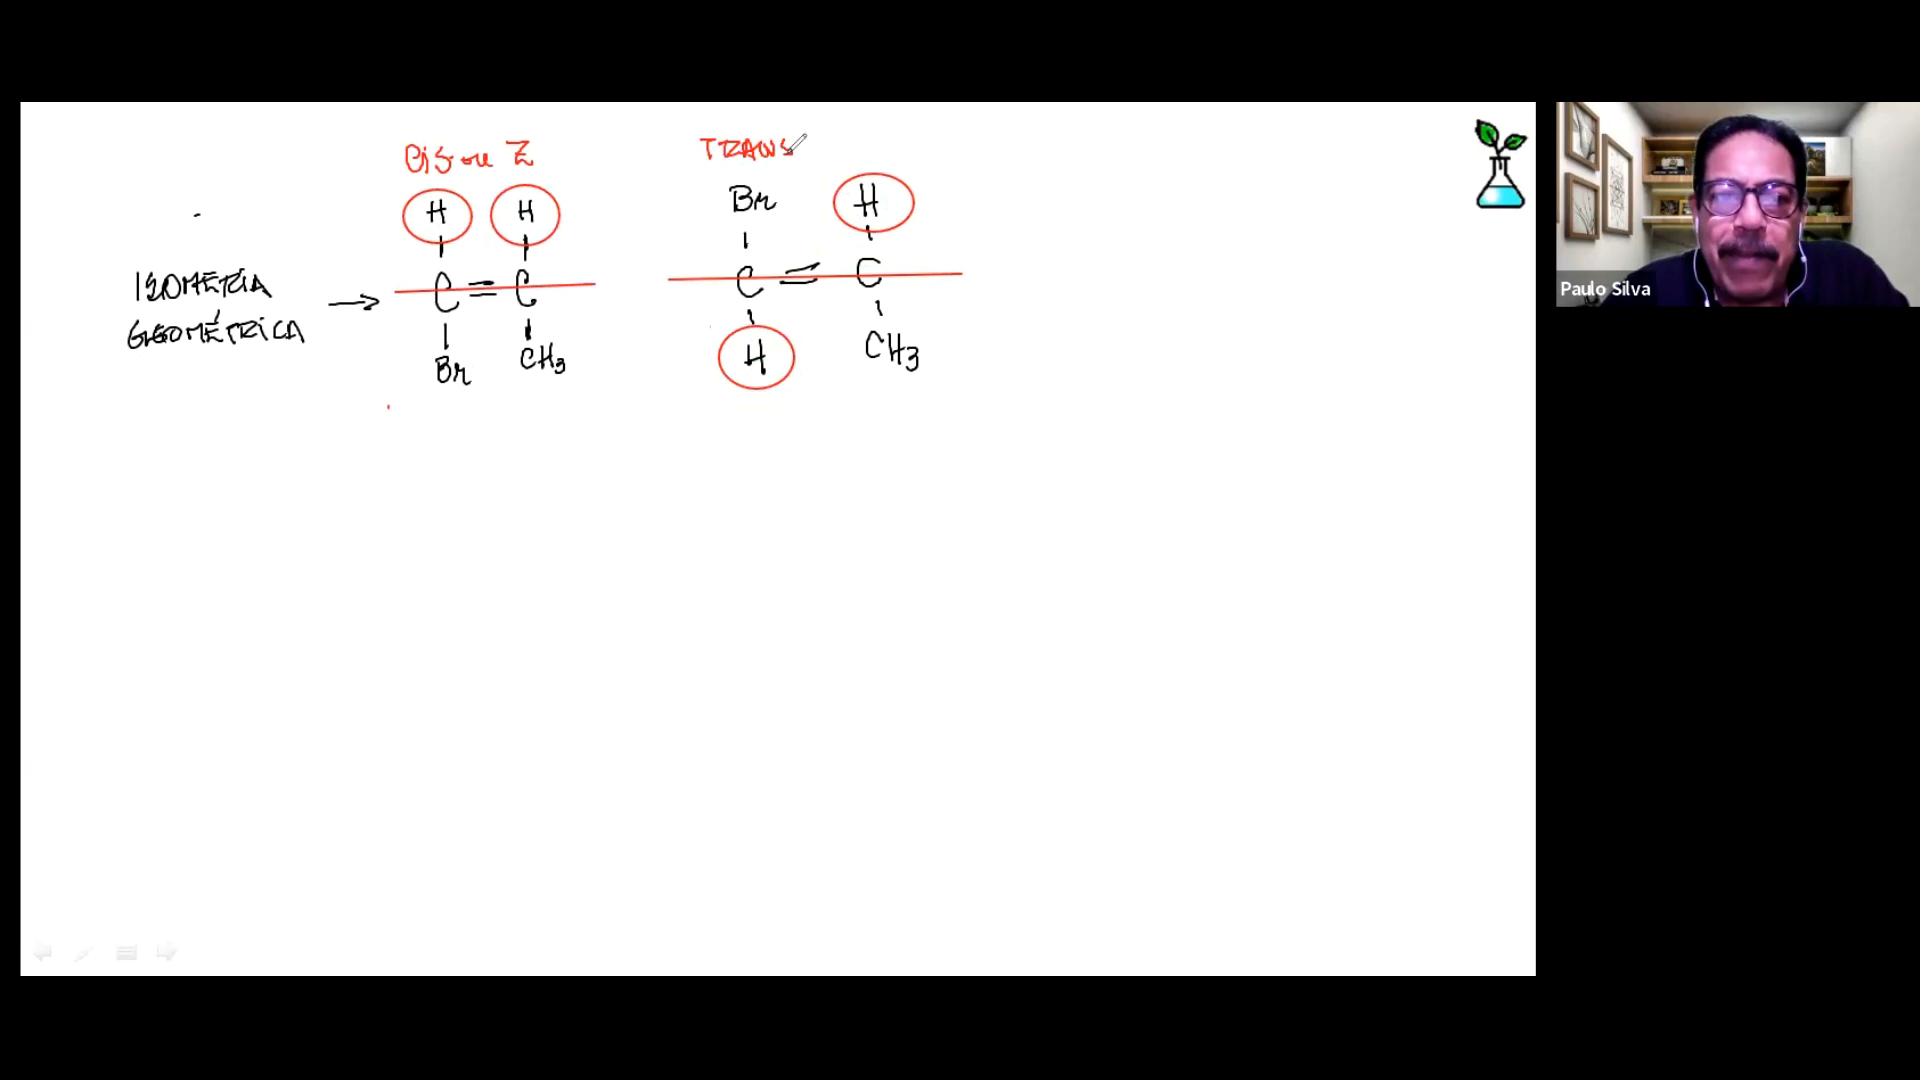 Cis ou Z
TRANS
H H
Br H
ISOMERIA
GEOMÉTRICA
→ C = C
C = C
Br CH3
H CH3
Paulo Silva